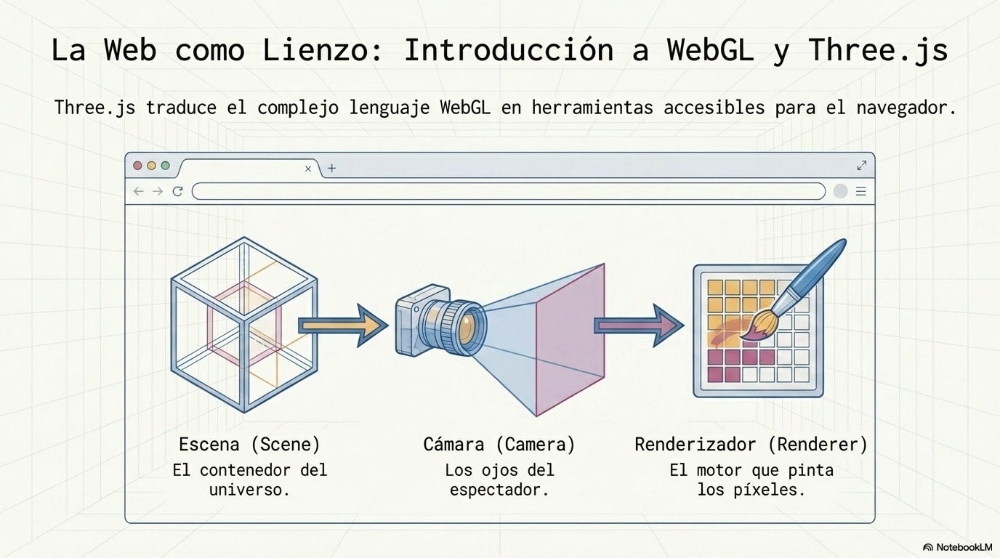 La Web como Lienzo: Introducción a WebGL y Three.js
Three.js traduce el complejo lenguaje WebGL en herramientas accesibles para el navegador.
Escena (Scene)
El contenedor del
universo.
Cámara (Camera)
Los ojos del
espectador.
Renderizador (Renderer)
El motor que pinta
los píxeles.
NotebookLM